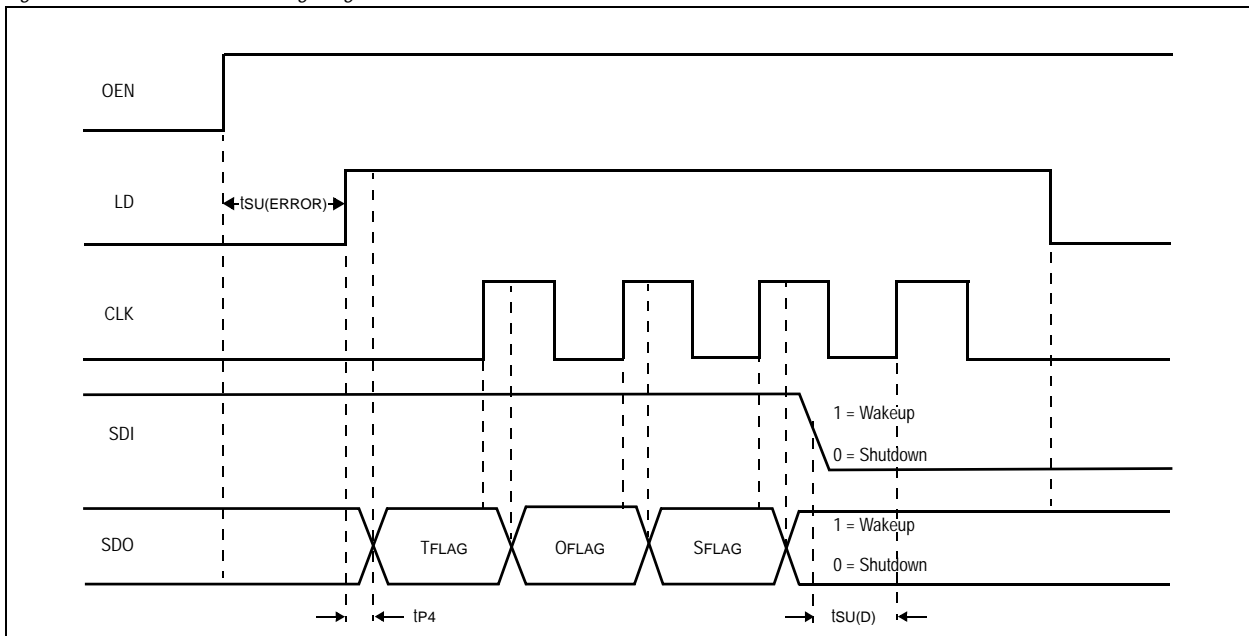 OEN
LD
tSU(ERROR)
CLK
SDI
1 = Wakeup
0 = Shutdown
SDO
TFLAG
OFLAG
SFLAG
1 = Wakeup
0 = Shutdown
tP4
tSU(D)